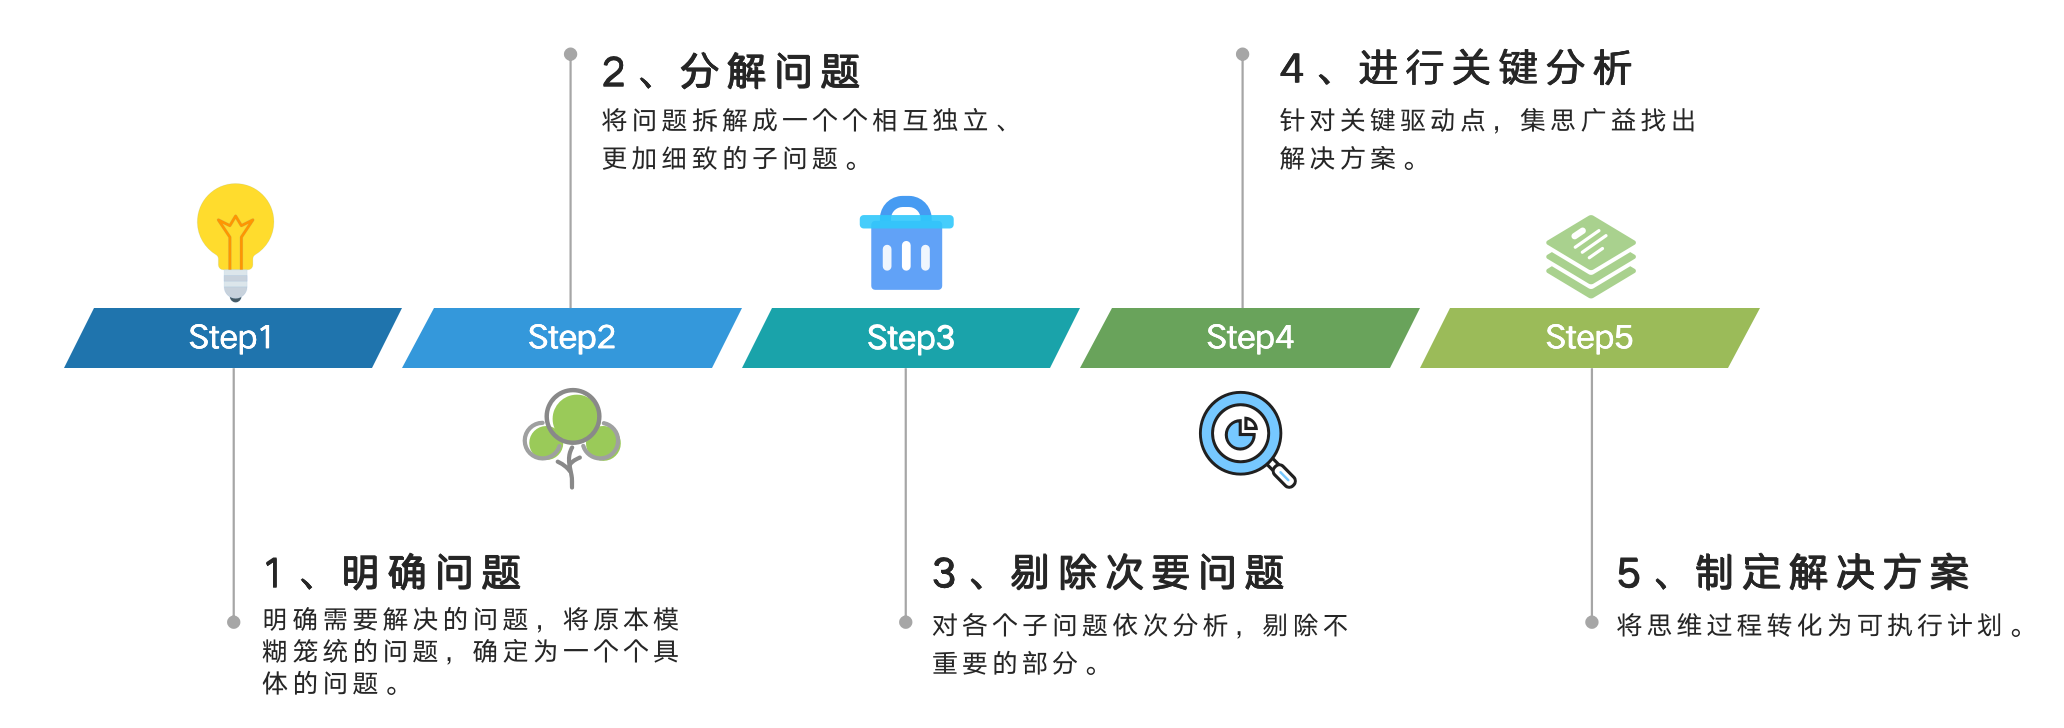 2、分解问题
将问题拆解成一个个相互独立、
更加细致的子问题。
4、进行关键分析
针对关键驱动点，集思广益找出
解决方案。
Step1
Step2
Step3
Step4
Step5
1、明确问题
明确需要解决的问题，将原本模
糊笼统的问题，确定为一个个具
体的问题。
3、剔除次要问题
对各个子问题依次分析，剔除不
重要的部分。
5、制定解决方案
将思维过程转化为可执行计划。